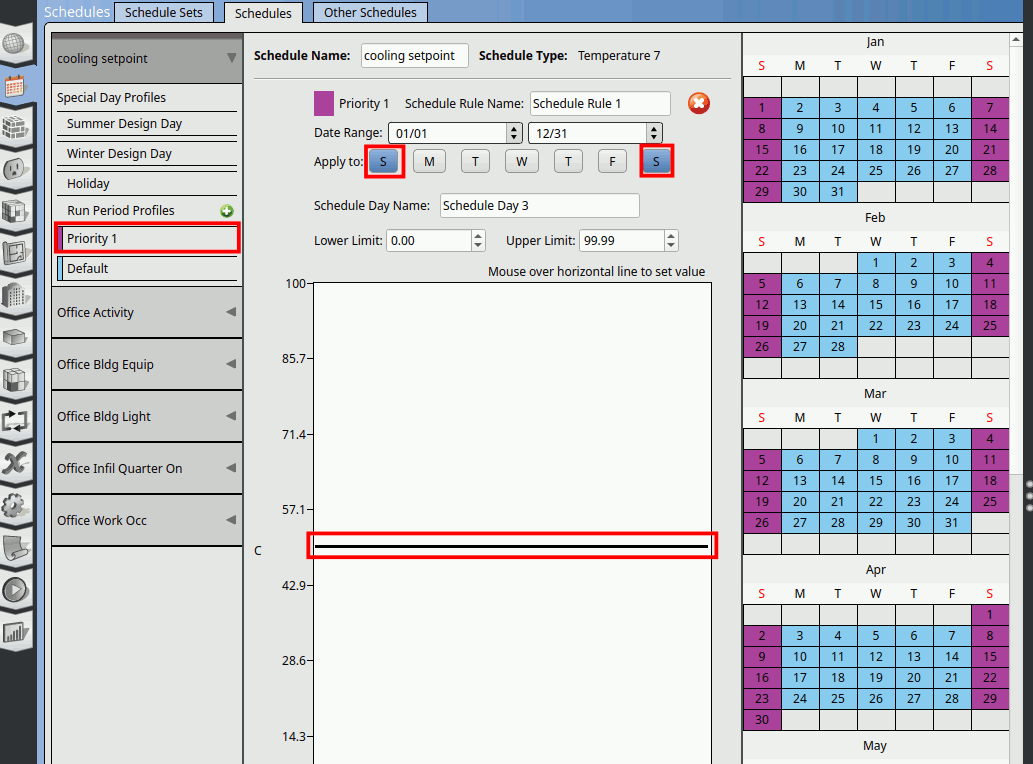 Schedules
Schedule Sets
Schedules
Other Schedules
cooling setpoint
Special Day Profiles
Summer Design Day
Winter Design Day
Holiday
Run Period Profiles
Priority 1
Default
Office Activity
Office Bldg Equip
Office Bldg Light
Office Infil Quarter On
Office Work Occ
Schedule Name: cooling setpoint Schedule Type: Temperature 7
Priority 1 Schedule Rule Name: Schedule Rule 1
Date Range: 01/01 12/31
Apply to: S M T W T F S
Schedule Day Name: Schedule Day 3
Lower Limit: 0.00 Upper Limit: 99.99
Mouse over horizontal line to set value
100
85.7
71.4
57.1
C
42.9
28.6
14.3
Jan
S M T W T F S
1 2 3 4 5 6 7
8 9 10 11 12 13 14
15 16 17 18 19 20 21
22 23 24 25 26 27 28
29 30 31
Feb
S M T W T F S
1 2 3 4
5 6 7 8 9 10 11
12 13 14 15 16 17 18
19 20 21 22 23 24 25
26 27 28
Mar
S M T W T F S
1 2 3 4
5 6 7 8 9 10 11
12 13 14 15 16 17 18
19 20 21 22 23 24 25
26 27 28 29 30 31
Apr
S M T W T F S
1
2 3 4 5 6 7 8
9 10 11 12 13 14 15
16 17 18 19 20 21 22
23 24 25 26 27 28 29
30
May